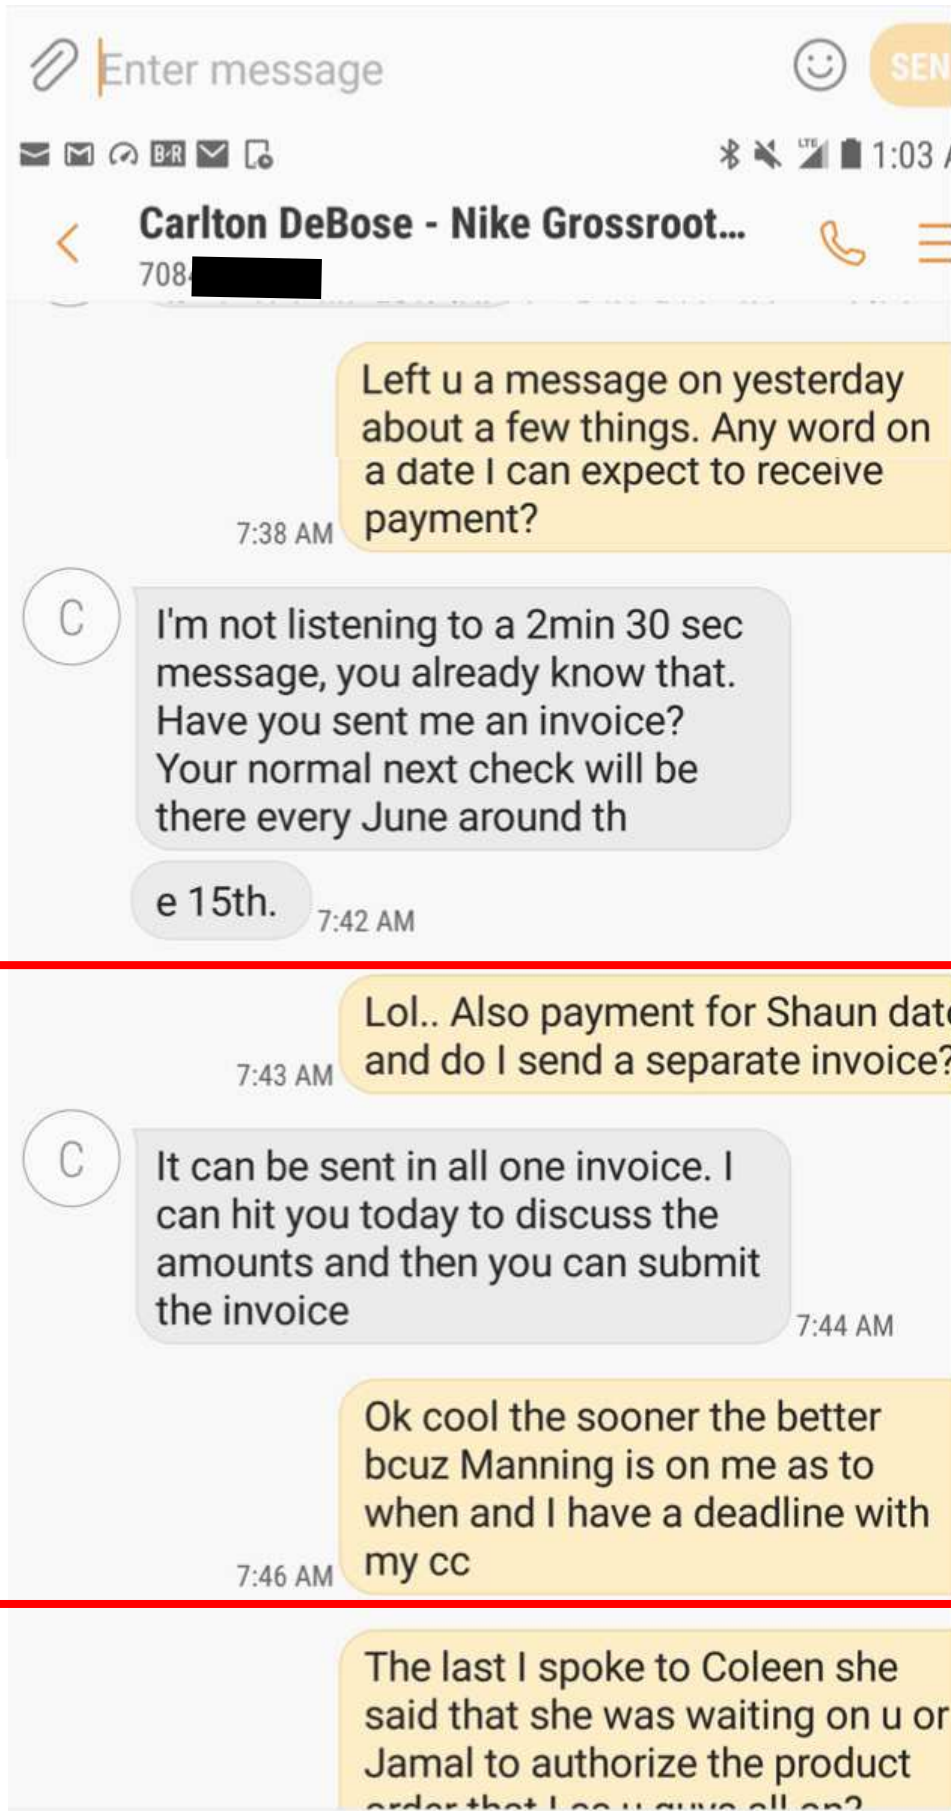 Enter message
SEN
B·R
LTE
1:03 A
Carlton DeBose - Nike Grossroot...
708
Left u a message on yesterday
about a few things. Any word on
a date I can expect to receive
payment?
7:38 AM
C
I'm not listening to a 2min 30 sec
message, you already know that.
Have you sent me an invoice?
Your normal next check will be
there every June around th
e 15th.
7:42 AM
Lol.. Also payment for Shaun date
and do I send a separate invoice?
7:43 AM
C
It can be sent in all one invoice. I
can hit you today to discuss the
amounts and then you can submit
the invoice
7:44 AM
Ok cool the sooner the better
bcuz Manning is on me as to
when and I have a deadline with
my cc
7:46 AM
The last I spoke to Coleen she
said that she was waiting on u or
Jamal to authorize the product
order that I